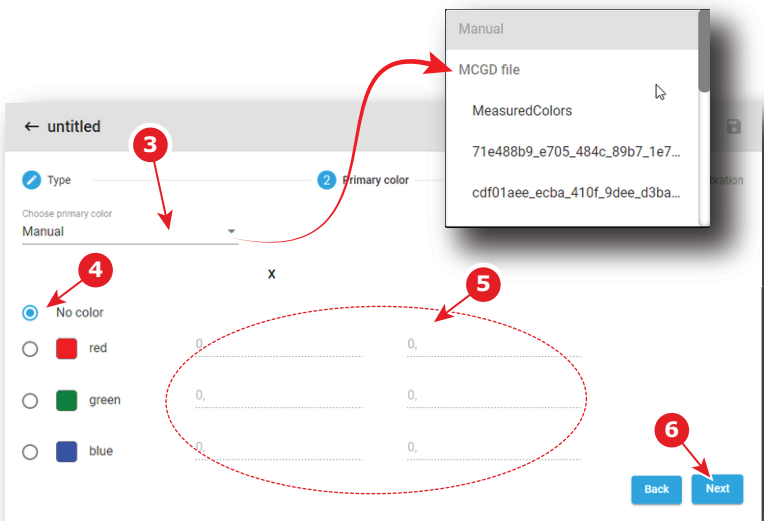 Manual
MCGD file
MeasuredColors
71e488b9_e705_484c_89b7_1e7...
cdf01aee_ecba_410f_9dee_d3ba...
← untitled
3
Type
2 Primary color
bration
Choose primary color
Manual
x
4
5
No color
red
0,
0,
green
0,
0,
blue
0,
0,
6
Back
Next